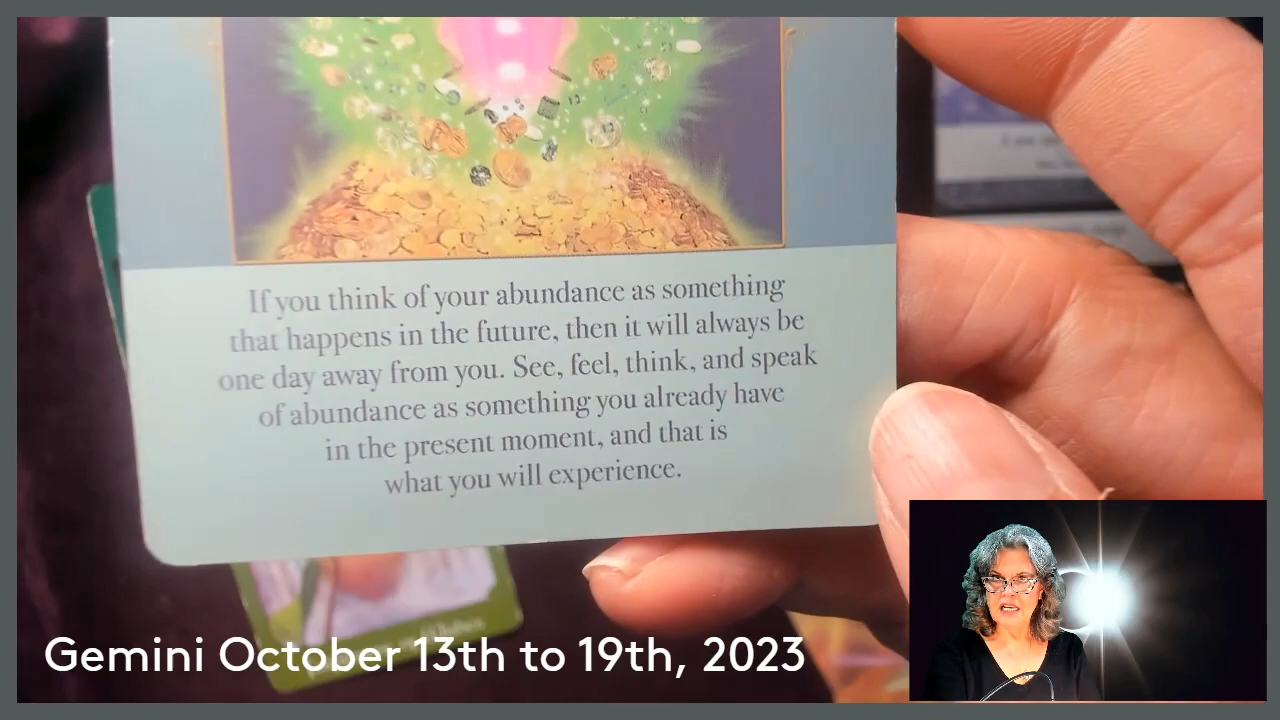 If you think of your abundance as something
that happens in the future, then it will always be
one day away from you. See, feel, think, and speak
of abundance as something you already have
in the present moment, and that is
what you will experience.
Gemini October 13th to 19th, 2023